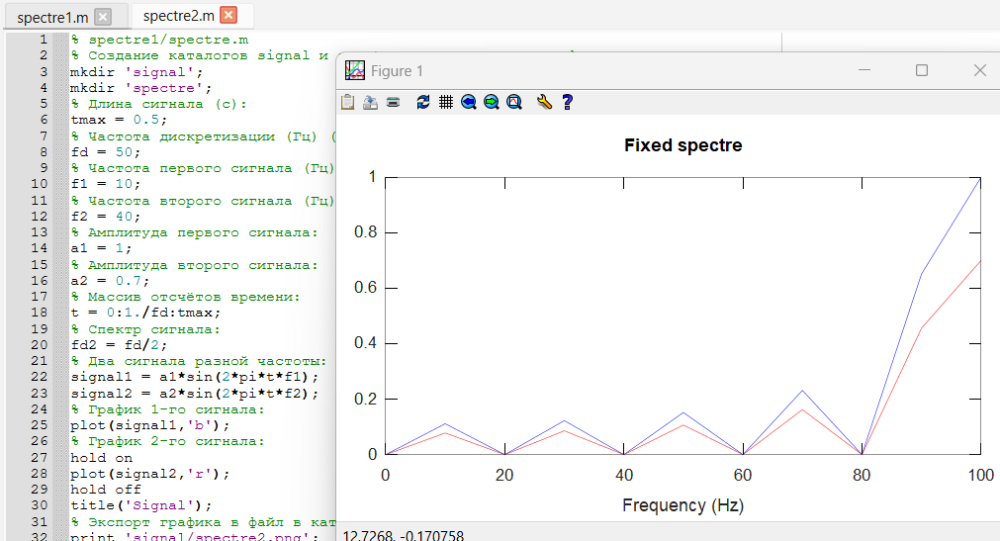 spectre1.m
spectre2.m
1 % spectre1/spectre.m
2 % Создание каталогов signal и
3 mkdir 'signal';
4 mkdir 'spectre';
5 % Длина сигнала (с):
6 tmax = 0.5;
7 % Частота дискретизации (Гц) (
8 fd = 50;
9 % Частота первого сигнала (Гц)
10 f1 = 10;
11 % Частота второго сигнала (Гц)
12 f2 = 40;
13 % Амплитуда первого сигнала:
14 a1 = 1;
15 % Амплитуда второго сигнала:
16 a2 = 0.7;
17 % Массив отсчётов времени:
18 t = 0:1./fd:tmax;
19 % Спектр сигнала:
20 fd2 = fd/2;
21 % Два сигнала разной частоты:
22 signal1 = a1*sin(2*pi*t*f1);
23 signal2 = a2*sin(2*pi*t*f2);
24 % График 1-го сигнала:
25 plot(signal1,'b');
26 % График 2-го сигнала:
27 hold on
28 plot(signal2,'r');
29 hold off
30 title('Signal');
31 % Экспорт графика в файл в кат
32 print 'signal/spectre2.png';
Figure 1
Fixed spectre
1
0.8
0.6
0.4
0.2
0
0 20 40 60 80 100
Frequency (Hz)
12.7268, -0.170758